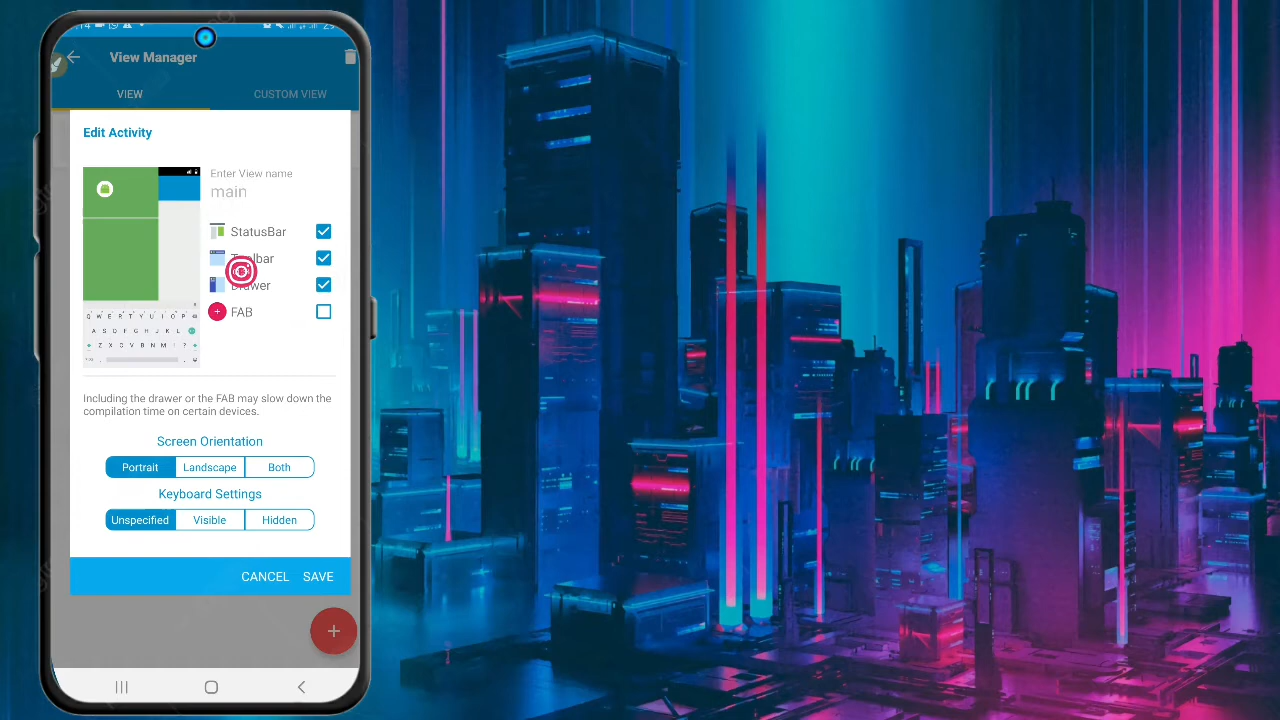 View Manager
VIEW
CUSTOM VIEW
Edit Activity
Enter View name
main
StatusBar
Toolbar
Drawer
FAB
Q W E R T Y U I O P
A S D F G H J K L
Z X C V B N M ! ?
Including the drawer or the FAB may slow down the
compilation time on certain devices.
Screen Orientation
Portrait
Landscape
Both
Keyboard Settings
Unspecified
Visible
Hidden
CANCEL
SAVE